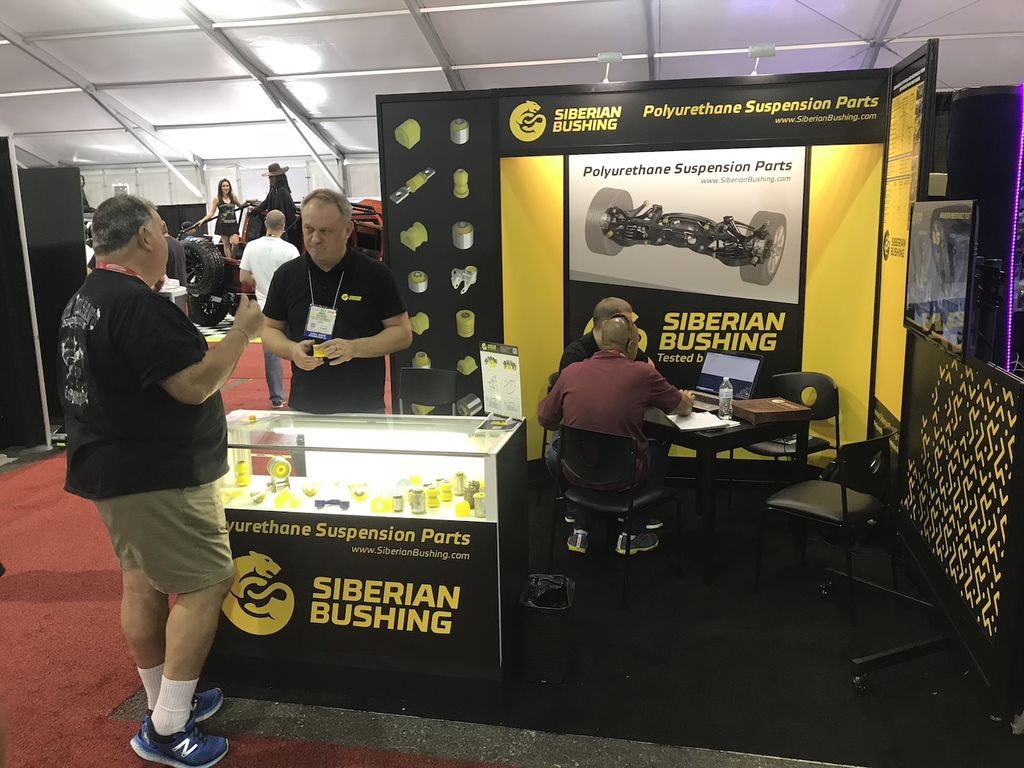 SIBERIAN
BUSHING
Polyurethane Suspension Parts
www.SiberianBushing.com
Polyurethane Suspension Parts
www.SiberianBushing.com
SIBERIAN
BUSHING
Tested b
yurethane Suspension Parts
www.SiberianBushing.com
SIBERIAN
BUSHING
N